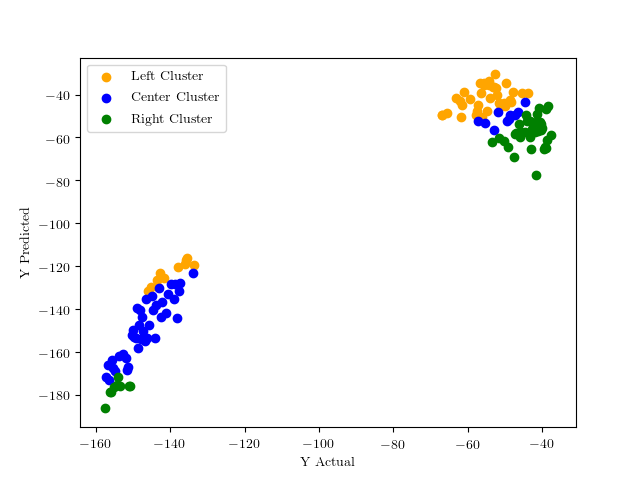 Left Cluster
Center Cluster
Right Cluster
−40
−60
−80
−100
−120
−140
−160
−180
Y Predicted
−160 −140 −120 −100 −80 −60 −40
Y Actual